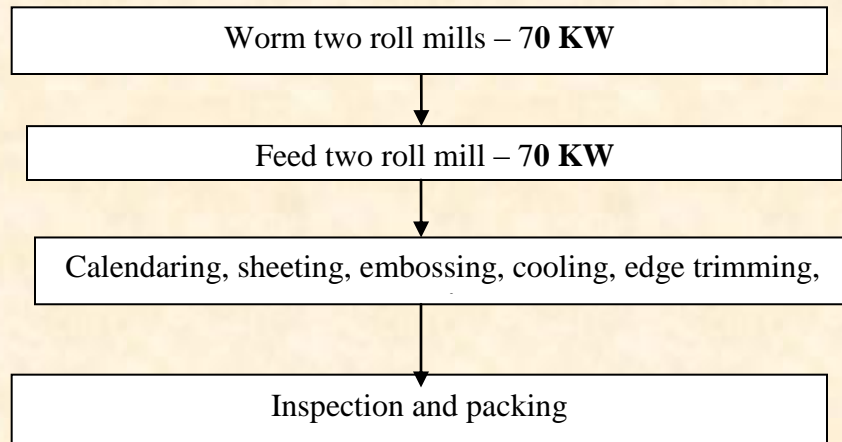 Worm two roll mills – 70 KW
Feed two roll mill – 70 KW
Calendaring, sheeting, embossing, cooling, edge trimming,
Inspection and packing